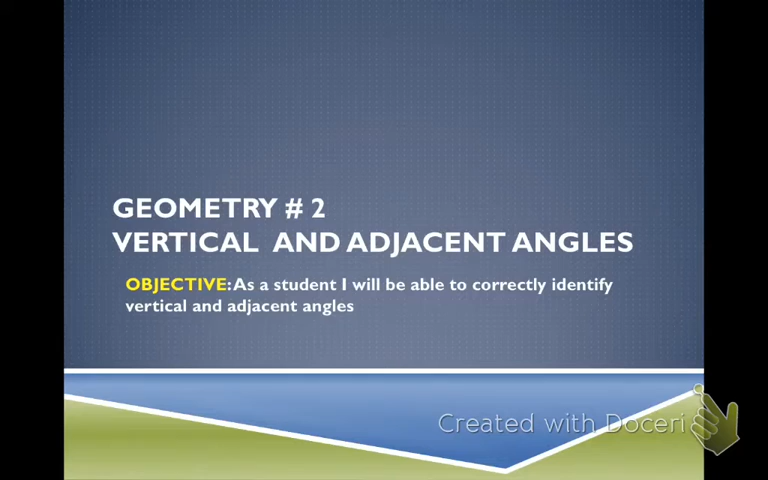 GEOMETRY # 2
VERTICAL AND ADJACENT ANGLES
OBJECTIVE: As a student I will be able to correctly identify
vertical and adjacent angles
Created with Doceri